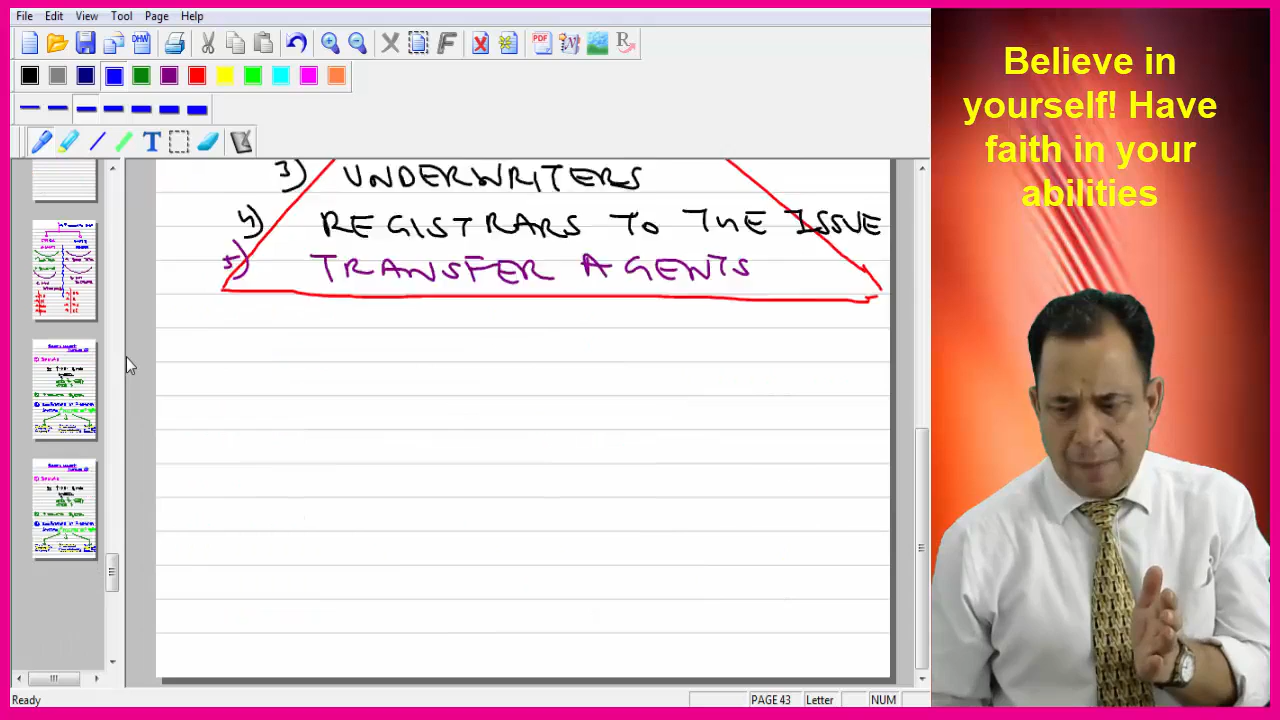 File Edit View Tool Page Help
Believe in
yourself! Have
faith in your
abilities
3) UNDERWRITERS
4) REGISTRARS TO THE ISSUE
5) TRANSFER AGENTS
Ready PAGE 43 Letter NUM